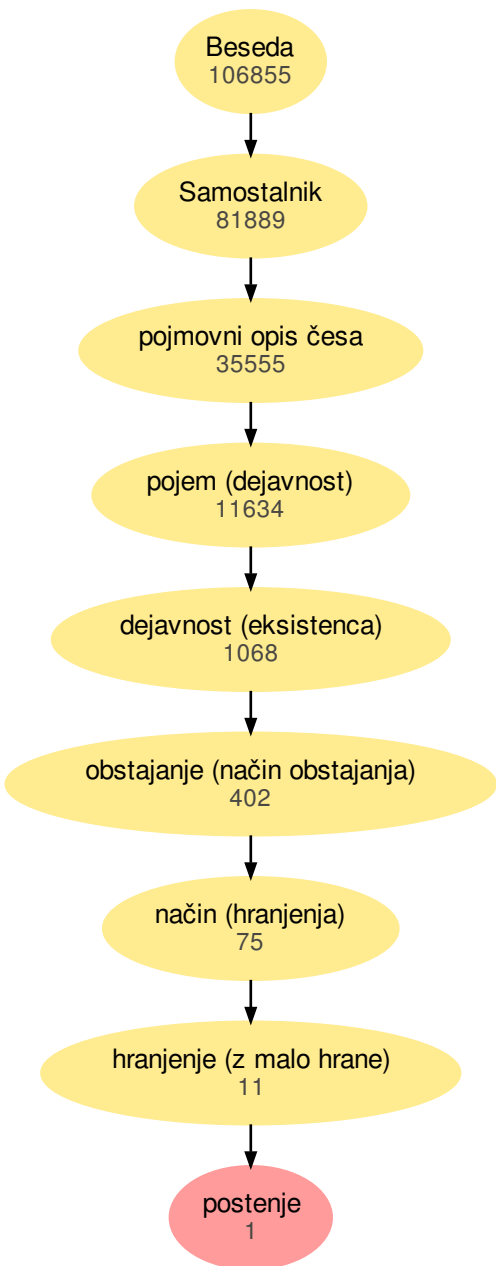 Beseda
106855
Samostalnik
81889
pojmovni opis česa
35555
pojem (dejavnost)
11634
dejavnost (eksistenca)
1068
obstajanje (način obstajanja)
402
način (hranjenja)
75
hranjenje (z malo hrane)
11
postenje
1